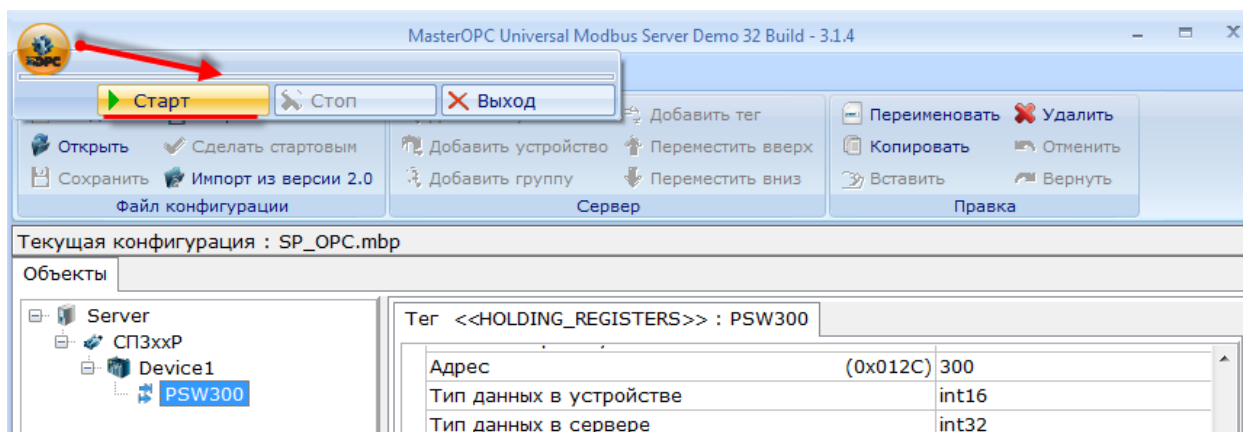 MasterOPC Universal Modbus Server Demo 32 Build - 3.1.4
OPC
Старт Стоп Выход
Добавить тег Переименовать Удалить
Открыть Сделать стартовым Добавить устройство Переместить вверх Копировать Отменить
Сохранить Импорт из версии 2.0 Добавить группу Переместить вниз Вставить Вернуть
Файл конфигурации Сервер Правка
Текущая конфигурация : SP_OPC.mbp
Объекты
Server
СП3xxР
Device1
PSW300
Тег <<HOLDING_REGISTERS>> : PSW300
Адрес (0x012C) 300
Тип данных в устройстве int16
Тип данных в сервере int32